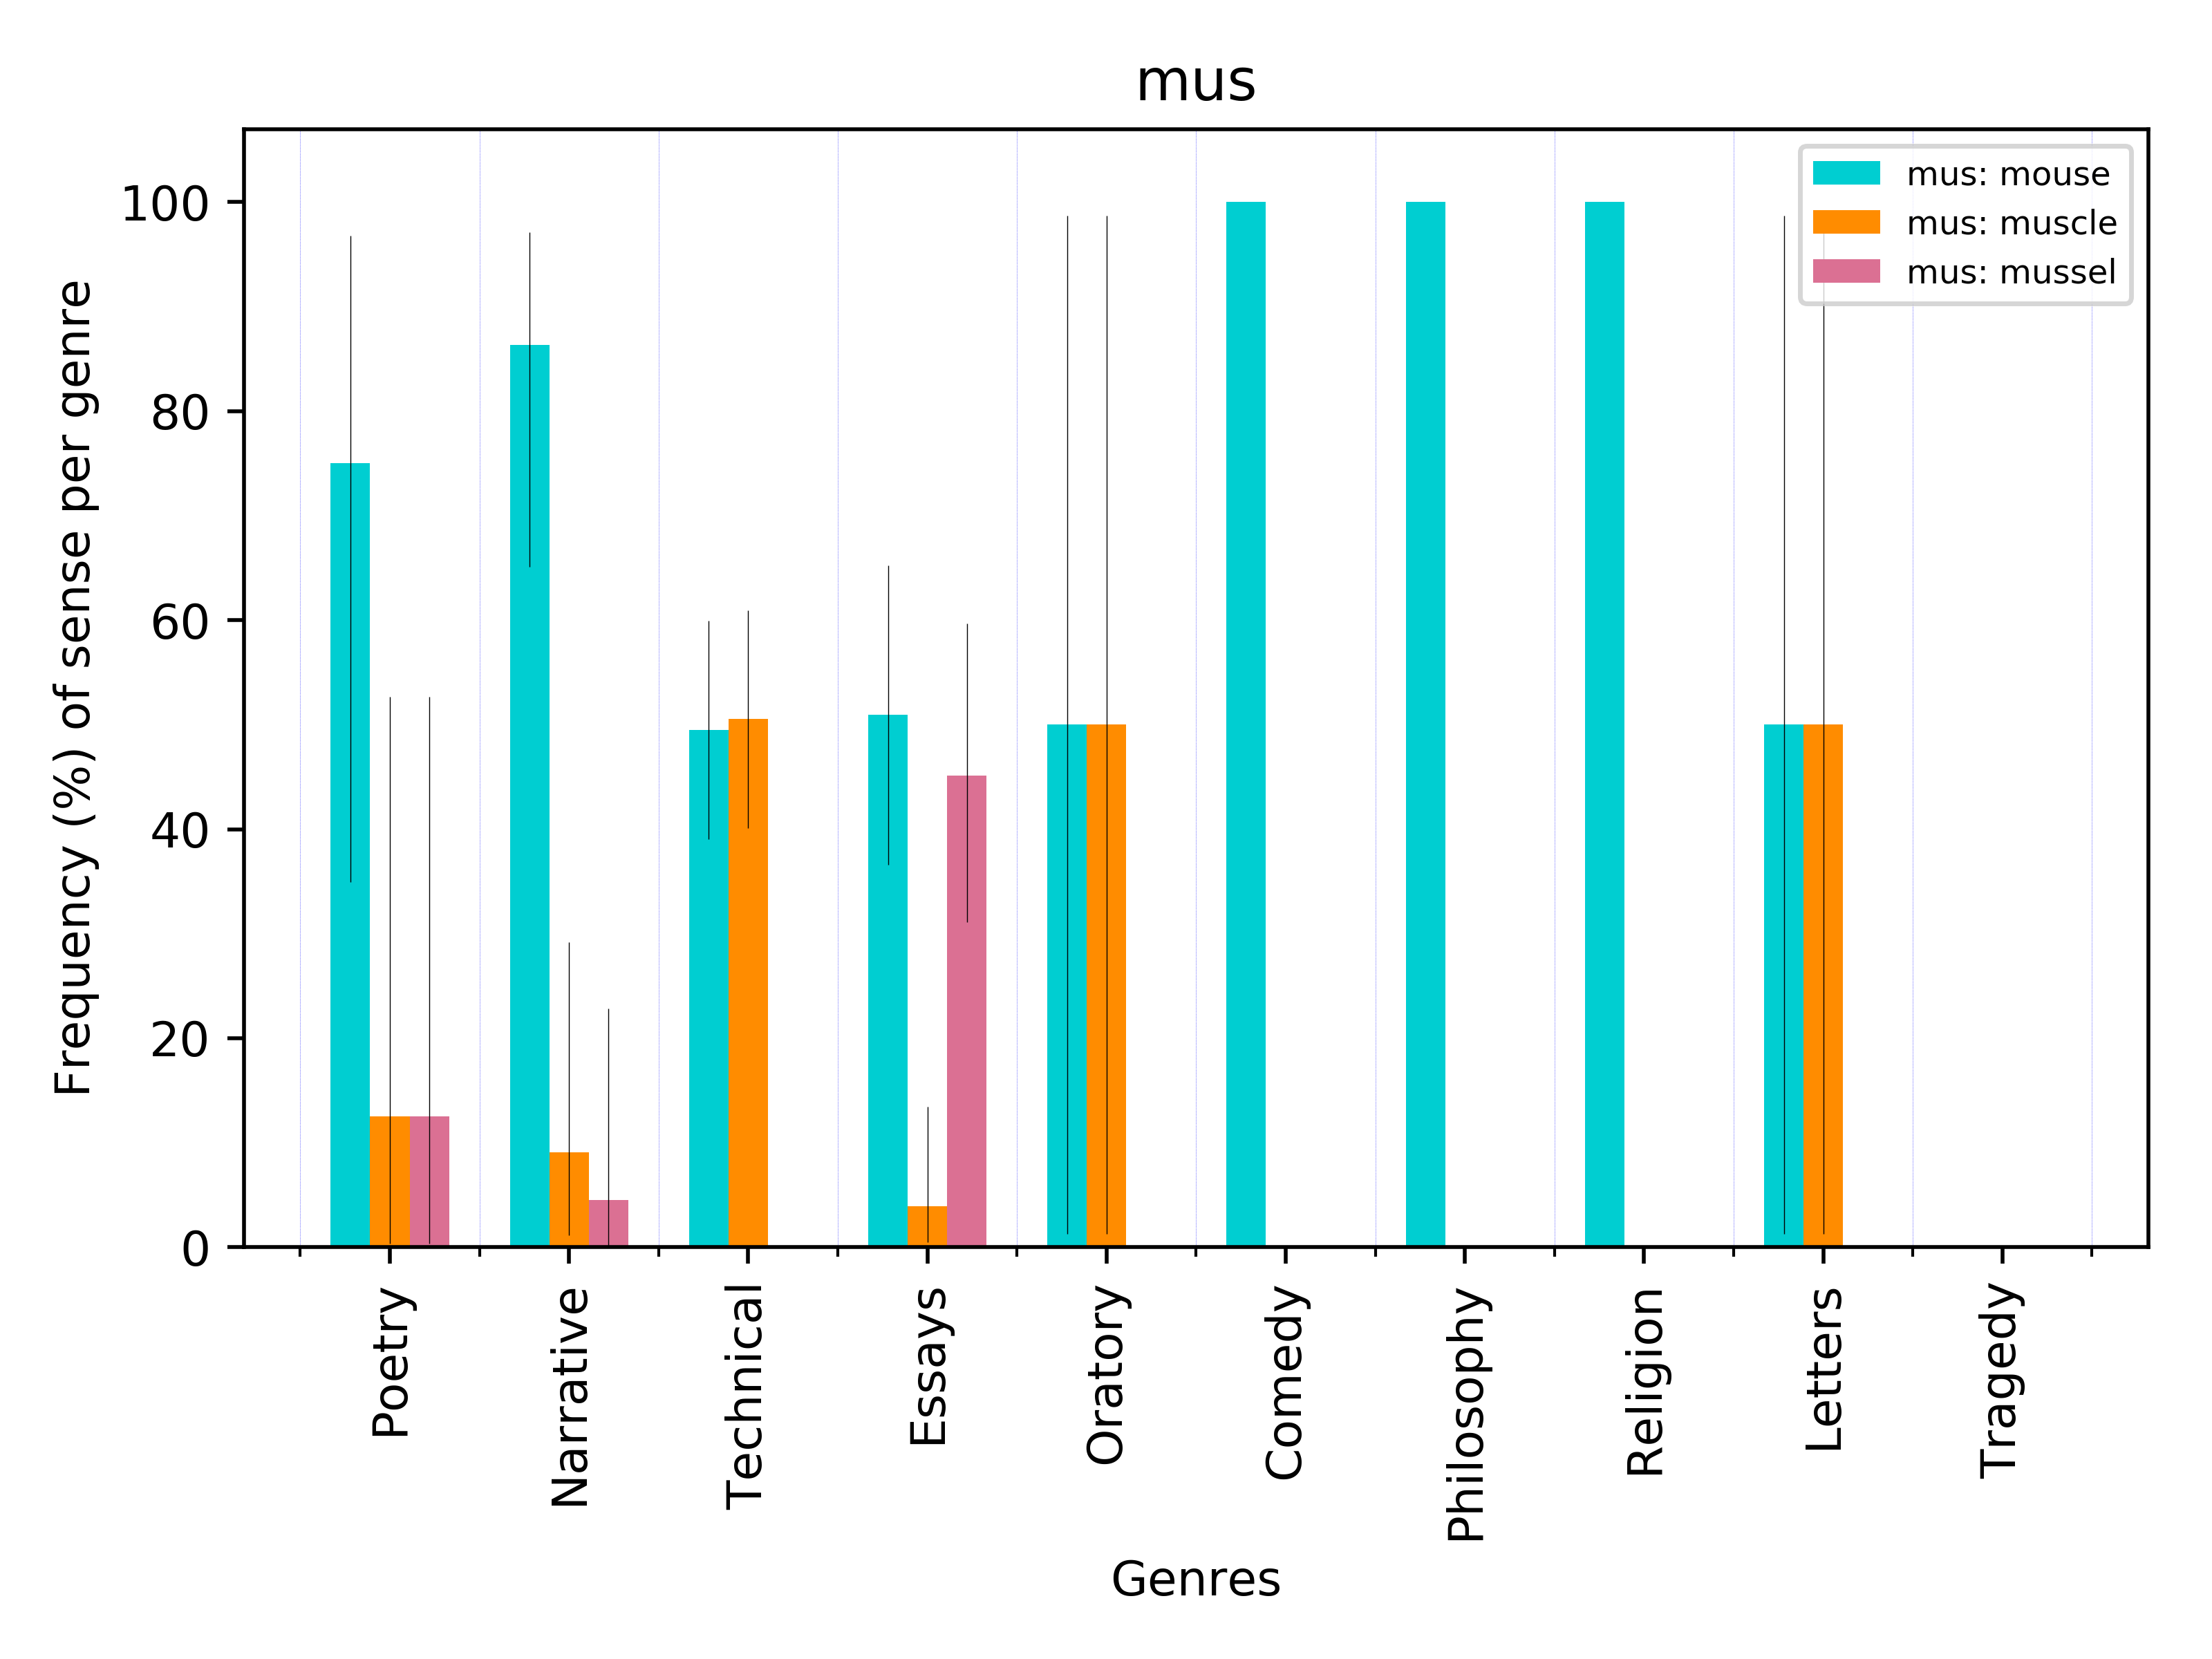 mus
mus: mouse
mus: muscle
mus: mussel
Frequency (%) of sense per genre
100
80
60
40
20
0
Poetry
Narrative
Technical
Essays
Oratory
Comedy
Philosophy
Religion
Letters
Tragedy
Genres